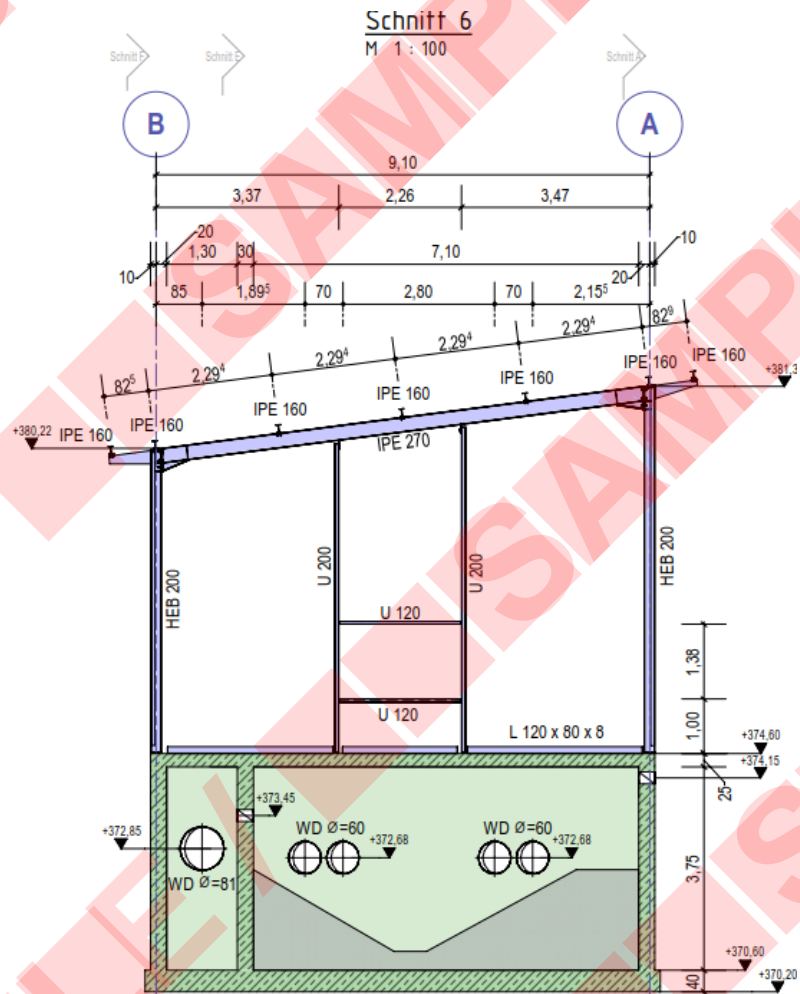 Schnitt 6
M 1 : 100
Schnitt F
Schnitt E
Schnitt A
B
A
9,10
3,37 2,26 3,47
20
10
1,30 30 7,10
10
20
85 1,89⁵ 70 2,80 70 2,15⁵
82⁵ 2,29⁴ 2,29⁴ 2,29⁴ 2,29⁴ 82⁹
IPE 160 IPE 160
+381,3
IPE 160
IPE 160
IPE 160
IPE 160
IPE 160
+380,22
IPE 270
HEB 200
U 200
U 200
HEB 200
U 120
U 120
L 120 x 80 x 8
1,38
1,00
+374,60
+374,15
25
+373,45
+372,85
WD Ø=60
+372,68
WD Ø=60
+372,68
WD Ø=81
3,75
+370,60
40
+370,20
SAMPLE / SAMPLE
SAMPLE